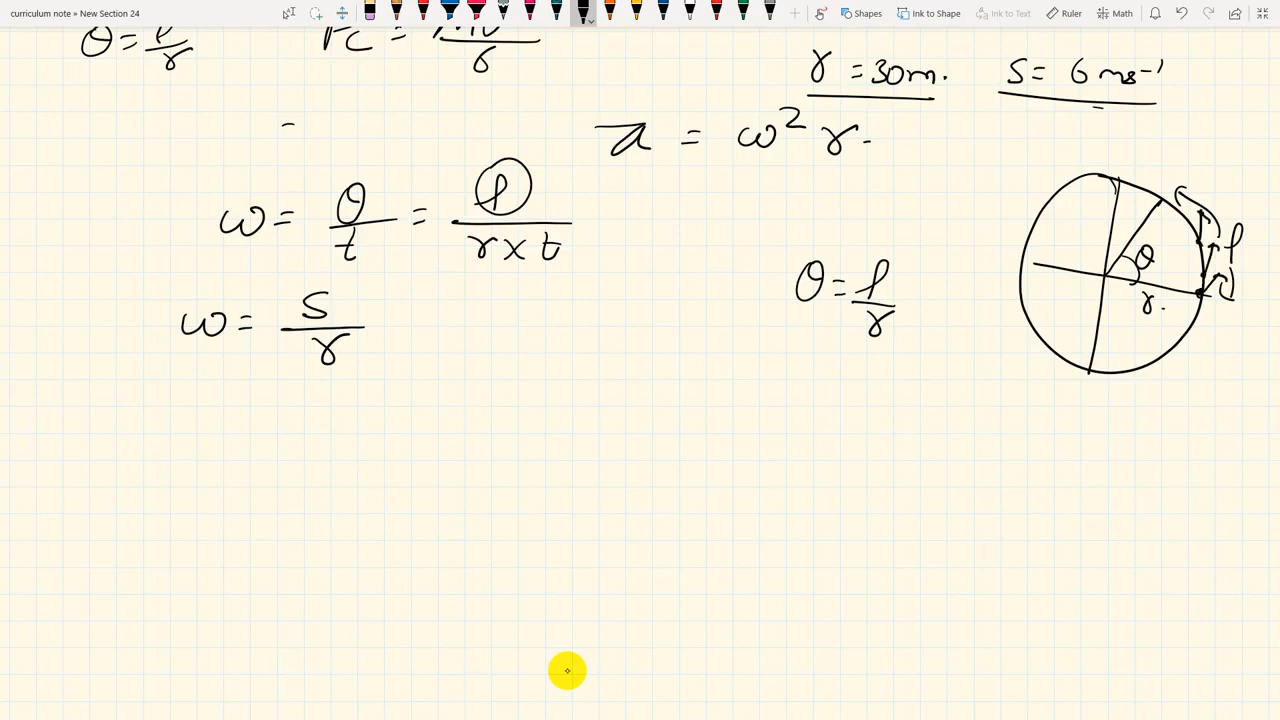 curriculum note » New Section 24
Shapes Ink to Shape Ink to Text Ruler Math
θ = l/r
r = 30m. s = 6 ms⁻¹
a = ω² r.
ω = θ/t = l/(r × t)
ω = s/r
θ = l/r
θ
l
r.